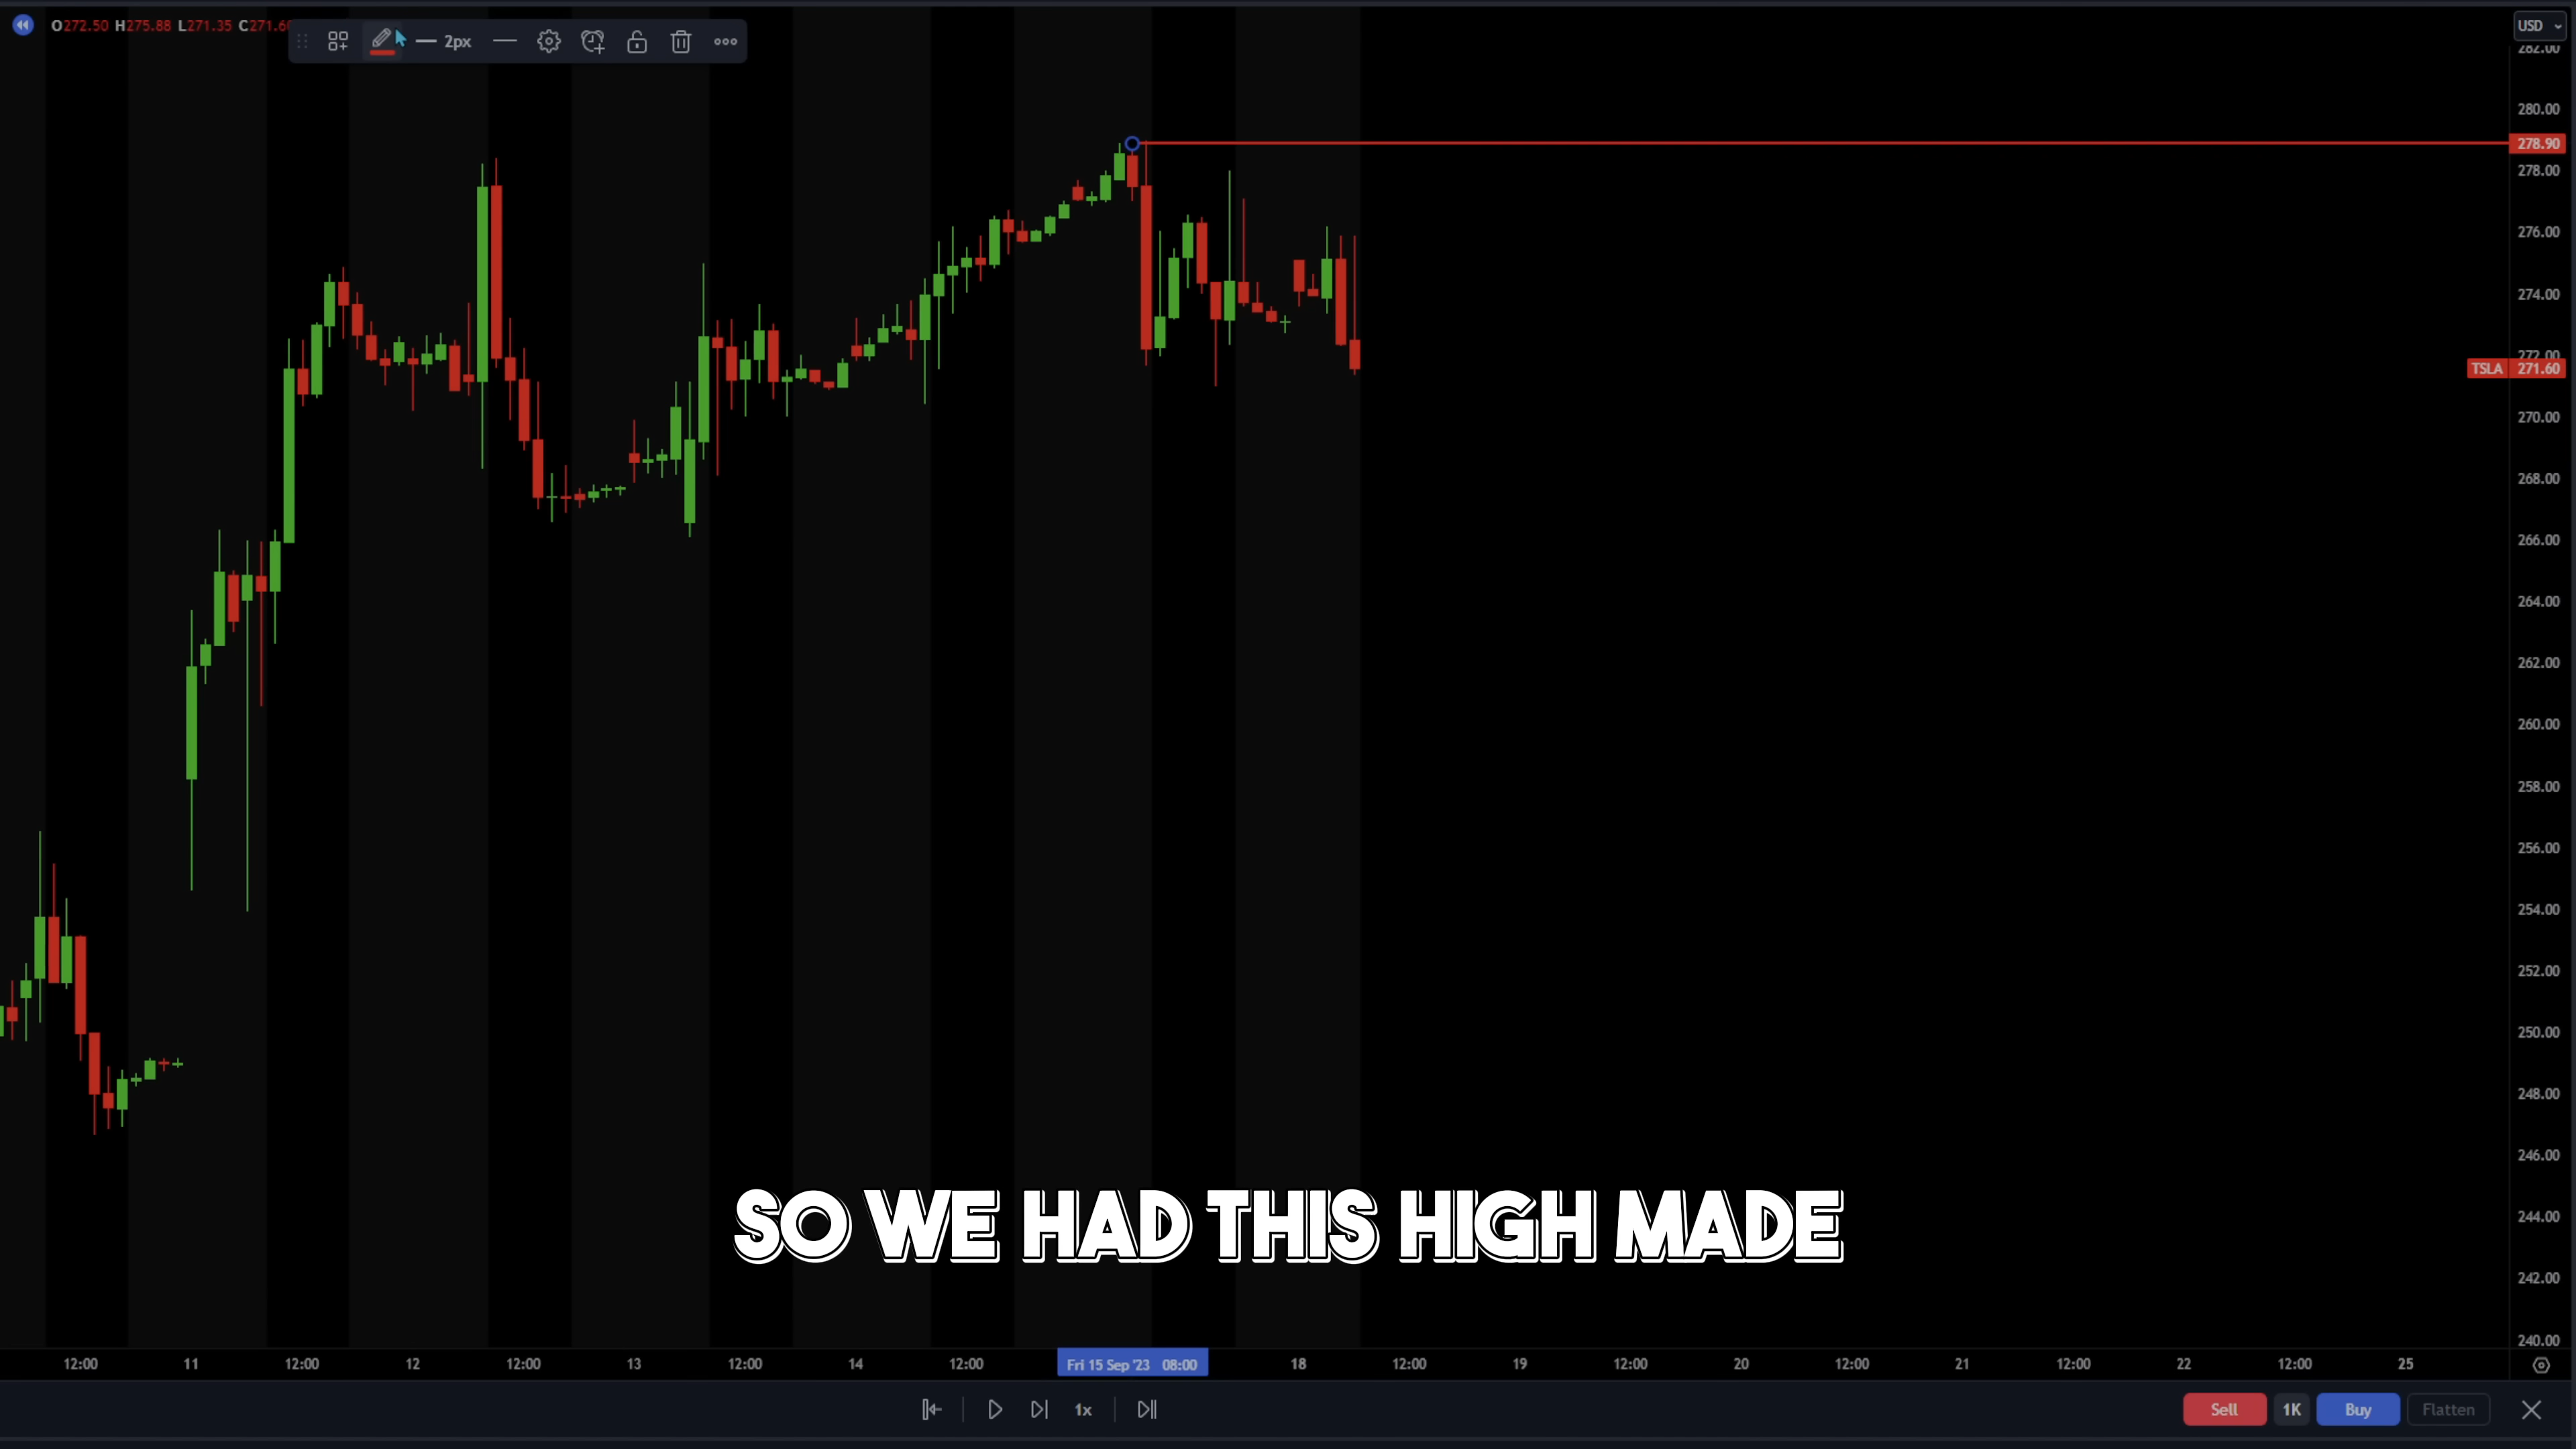 O272.50 H275.88 L271.35 C271.60
2px
USD
282.00
280.00
278.90
278.00
276.00
274.00
272.00
TSLA 271.60
270.00
268.00
266.00
264.00
262.00
260.00
258.00
256.00
254.00
252.00
250.00
248.00
246.00
SO WE HAD THIS HIGH MADE
244.00
242.00
240.00
12:00 11 12:00 12 12:00 13 12:00 14 12:00 Fri 15 Sep '23 08:00 18 12:00 19 12:00 20 12:00 21 12:00 22 12:00 25
1x
Sell 1K Buy Flatten